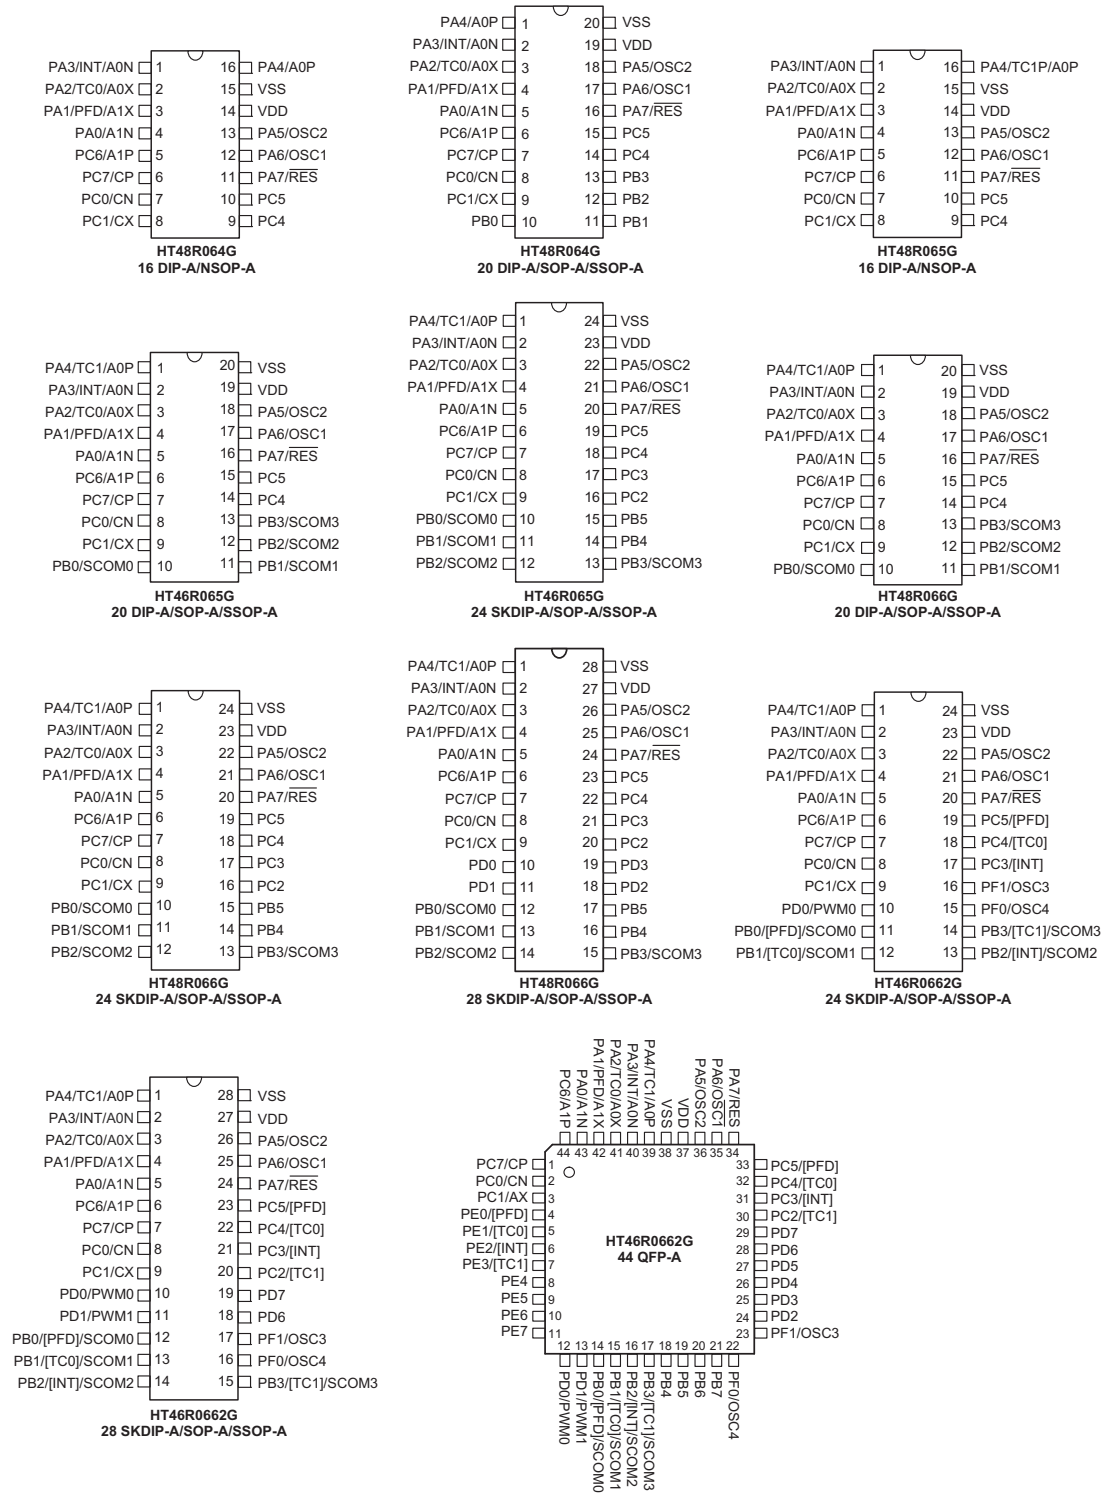 PA3/INT/A0N 1 16 PA4/A0P
PA2/TC0/A0X 2 15 VSS
PA1/PFD/A1X 3 14 VDD
PA0/A1N 4 13 PA5/OSC2
PC6/A1P 5 12 PA6/OSC1
PC7/CP 6 11 PA7/RES
PC0/CN 7 10 PC5
PC1/CX 8 9 PC4
HT48R064G
16 DIP-A/NSOP-A
PA4/A0P 1 20 VSS
PA3/INT/A0N 2 19 VDD
PA2/TC0/A0X 3 18 PA5/OSC2
PA1/PFD/A1X 4 17 PA6/OSC1
PA0/A1N 5 16 PA7/RES
PC6/A1P 6 15 PC5
PC7/CP 7 14 PC4
PC0/CN 8 13 PB3
PC1/CX 9 12 PB2
PB0 10 11 PB1
HT48R064G
20 DIP-A/SOP-A/SSOP-A
PA3/INT/A0N 1 16 PA4/TC1P/A0P
PA2/TC0/A0X 2 15 VSS
PA1/PFD/A1X 3 14 VDD
PA0/A1N 4 13 PA5/OSC2
PC6/A1P 5 12 PA6/OSC1
PC7/CP 6 11 PA7/RES
PC0/CN 7 10 PC5
PC1/CX 8 9 PC4
HT48R065G
16 DIP-A/NSOP-A
PA4/TC1/A0P 1 20 VSS
PA3/INT/A0N 2 19 VDD
PA2/TC0/A0X 3 18 PA5/OSC2
PA1/PFD/A1X 4 17 PA6/OSC1
PA0/A1N 5 16 PA7/RES
PC6/A1P 6 15 PC5
PC7/CP 7 14 PC4
PC0/CN 8 13 PB3/SCOM3
PC1/CX 9 12 PB2/SCOM2
PB0/SCOM0 10 11 PB1/SCOM1
HT46R065G
20 DIP-A/SOP-A/SSOP-A
PA4/TC1/A0P 1 24 VSS
PA3/INT/A0N 2 23 VDD
PA2/TC0/A0X 3 22 PA5/OSC2
PA1/PFD/A1X 4 21 PA6/OSC1
PA0/A1N 5 20 PA7/RES
PC6/A1P 6 19 PC5
PC7/CP 7 18 PC4
PC0/CN 8 17 PC3
PC1/CX 9 16 PC2
PB0/SCOM0 10 15 PB5
PB1/SCOM1 11 14 PB4
PB2/SCOM2 12 13 PB3/SCOM3
HT46R065G
24 SKDIP-A/SOP-A/SSOP-A
PA4/TC1/A0P 1 20 VSS
PA3/INT/A0N 2 19 VDD
PA2/TC0/A0X 3 18 PA5/OSC2
PA1/PFD/A1X 4 17 PA6/OSC1
PA0/A1N 5 16 PA7/RES
PC6/A1P 6 15 PC5
PC7/CP 7 14 PC4
PC0/CN 8 13 PB3/SCOM3
PC1/CX 9 12 PB2/SCOM2
PB0/SCOM0 10 11 PB1/SCOM1
HT48R066G
20 DIP-A/SOP-A/SSOP-A
PA4/TC1/A0P 1 24 VSS
PA3/INT/A0N 2 23 VDD
PA2/TC0/A0X 3 22 PA5/OSC2
PA1/PFD/A1X 4 21 PA6/OSC1
PA0/A1N 5 20 PA7/RES
PC6/A1P 6 19 PC5
PC7/CP 7 18 PC4
PC0/CN 8 17 PC3
PC1/CX 9 16 PC2
PB0/SCOM0 10 15 PB5
PB1/SCOM1 11 14 PB4
PB2/SCOM2 12 13 PB3/SCOM3
HT48R066G
24 SKDIP-A/SOP-A/SSOP-A
PA4/TC1/A0P 1 28 VSS
PA3/INT/A0N 2 27 VDD
PA2/TC0/A0X 3 26 PA5/OSC2
PA1/PFD/A1X 4 25 PA6/OSC1
PA0/A1N 5 24 PA7/RES
PC6/A1P 6 23 PC5
PC7/CP 7 22 PC4
PC0/CN 8 21 PC3
PC1/CX 9 20 PC2
PD0 10 19 PD3
PD1 11 18 PD2
PB0/SCOM0 12 17 PB5
PB1/SCOM1 13 16 PB4
PB2/SCOM2 14 15 PB3/SCOM3
HT48R066G
28 SKDIP-A/SOP-A/SSOP-A
PA4/TC1/A0P 1 24 VSS
PA3/INT/A0N 2 23 VDD
PA2/TC0/A0X 3 22 PA5/OSC2
PA1/PFD/A1X 4 21 PA6/OSC1
PA0/A1N 5 20 PA7/RES
PC6/A1P 6 19 PC5/[PFD]
PC7/CP 7 18 PC4/[TC0]
PC0/CN 8 17 PC3/[INT]
PC1/CX 9 16 PF1/OSC3
PD0/PWM0 10 15 PF0/OSC4
PB0/[PFD]/SCOM0 11 14 PB3/[TC1]/SCOM3
PB1/[TC0]/SCOM1 12 13 PB2/[INT]/SCOM2
HT46R0662G
24 SKDIP-A/SOP-A/SSOP-A
PA4/TC1/A0P 1 28 VSS
PA3/INT/A0N 2 27 VDD
PA2/TC0/A0X 3 26 PA5/OSC2
PA1/PFD/A1X 4 25 PA6/OSC1
PA0/A1N 5 24 PA7/RES
PC6/A1P 6 23 PC5/[PFD]
PC7/CP 7 22 PC4/[TC0]
PC0/CN 8 21 PC3/[INT]
PC1/CX 9 20 PC2/[TC1]
PD0/PWM0 10 19 PD7
PD1/PWM1 11 18 PD6
PB0/[PFD]/SCOM0 12 17 PF1/OSC3
PB1/[TC0]/SCOM1 13 16 PF0/OSC4
PB2/[INT]/SCOM2 14 15 PB3/[TC1]/SCOM3
HT46R0662G
28 SKDIP-A/SOP-A/SSOP-A
PC6/A1P 44
PA0/A1N 43
PA1/PFD/A1X 42
PA2/TC0/A0X 41
PA3/INT/A0N 40
PA4/TC1/A0P 39
VSS 38
VDD 37
PA5/OSC2 36
PA6/OSC1 35
PA7/RES 34
PC7/CP 1 33 PC5/[PFD]
PC0/CN 2 32 PC4/[TC0]
PC1/AX 3 31 PC3/[INT]
PE0/[PFD] 4 30 PC2/[TC1]
PE1/[TC0] 5 29 PD7
PE2/[INT] 6 28 PD6
PE3/[TC1] 7 27 PD5
PE4 8 26 PD4
PE5 9 25 PD3
PE6 10 24 PD2
PE7 11 23 PF1/OSC3
HT46R0662G
44 QFP-A
12 PD0/PWM0
13 PD1/PWM1
14 PB0/[PFD]/SCOM0
15 PB1/[TC0]/SCOM1
16 PB2/[INT]/SCOM2
17 PB3/[TC1]/SCOM3
18 PB4
19 PB5
20 PB6
21 PB7
22 PF0/OSC4